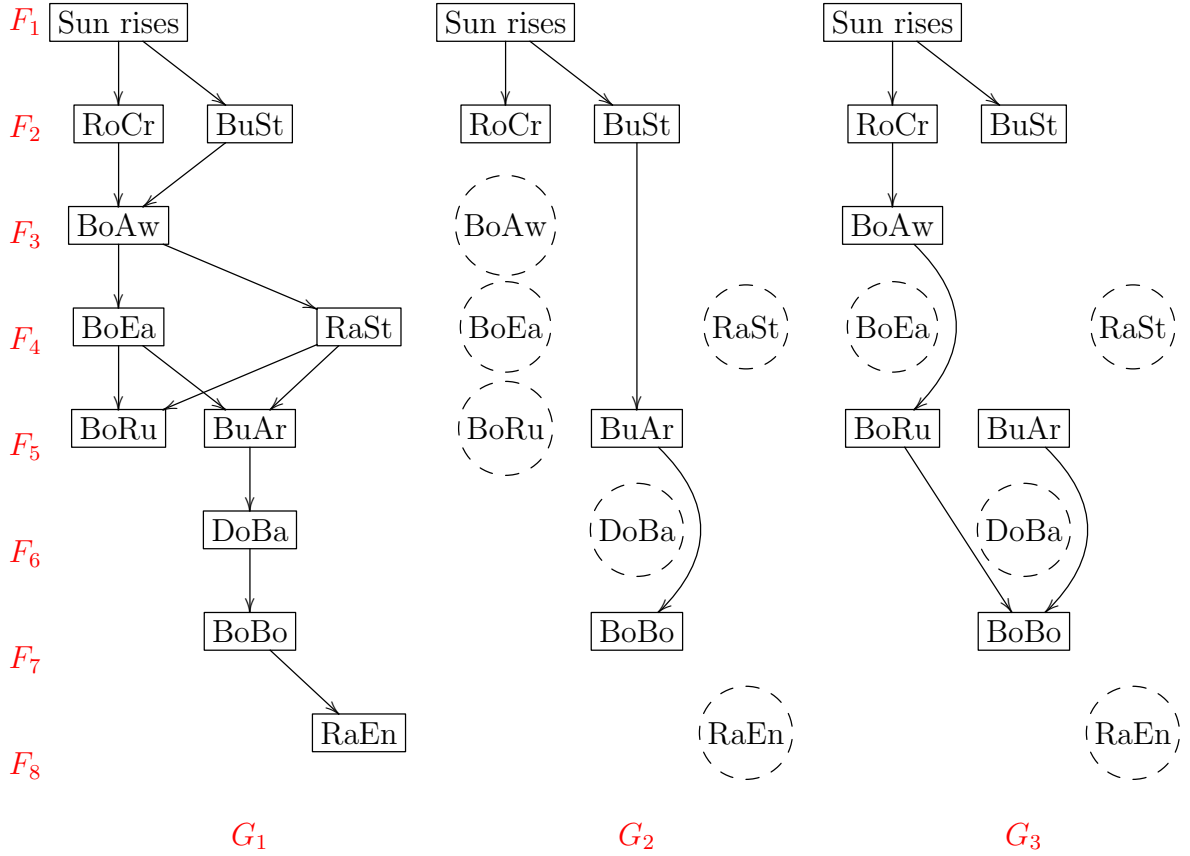 F1 Sun rises Sun rises Sun rises
F2 RoCr BuSt RoCr BuSt RoCr BuSt
F3 BoAw BoAw BoAw
F4 BoEa RaSt BoEa RaSt BoEa RaSt
F5 BoRu BuAr BoRu BuAr BoRu BuAr
F6 DoBa DoBa DoBa
F7 BoBo BoBo BoBo
F8 RaEn RaEn RaEn
G1 G2 G3